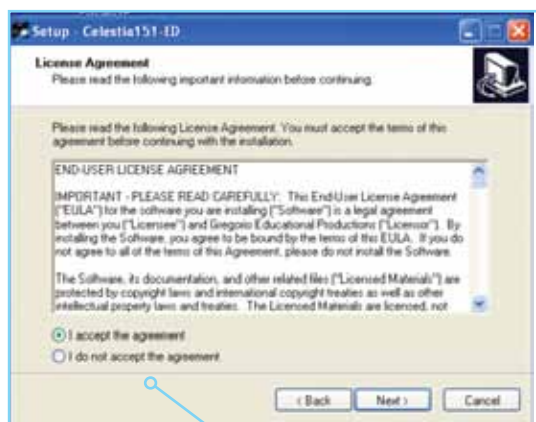 Setup - Celestia151-ED
License Agreement
Please read the following important information before continuing.
Please read the following License Agreement. You must accept the terms of this
agreement before continuing with the installation.
END-USER LICENSE AGREEMENT
IMPORTANT - PLEASE READ CAREFULLY: This End-User License Agreement
("EULA") for the software you are installing ("Software") is a legal agreement
between you ("Licensee") and Gregorio Educational Productions ("Licensor"). By
installing the Software, you agree to be bound by the terms of this EULA. If you do
not agree to all of the terms of this Agreement, please do not install the Software.
The Software, its documentation, and other related files ("Licensed Materials") are
protected by copyright laws and international copyright treaties as well as other
intellectual property laws and treaties. The Licensed Materials are licensed, not
I accept the agreement
I do not accept the agreement
< Back Next > Cancel